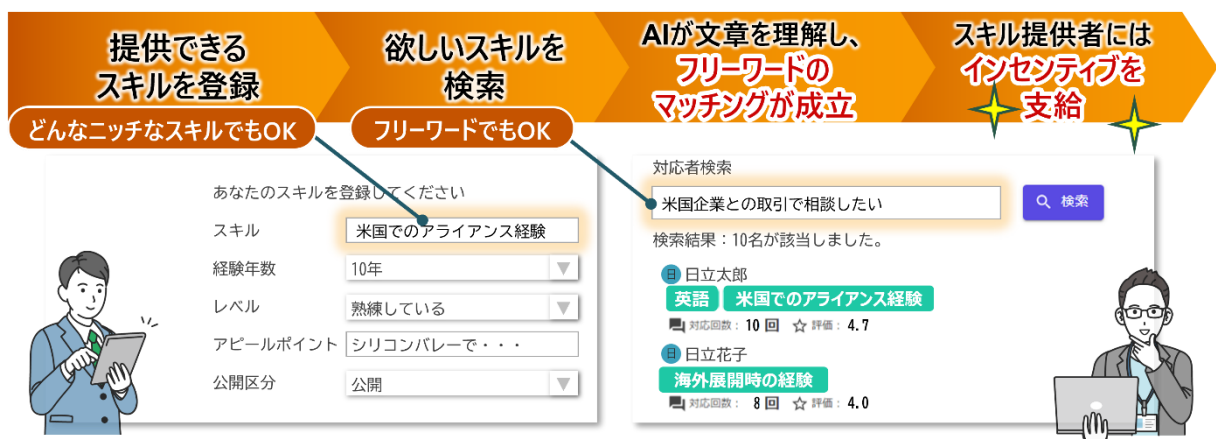 提供できる
スキルを登録
欲しいスキルを
検索
AIが文章を理解し、
フリーワードの
マッチングが成立
スキル提供者には
インセンティブを
支給
どんなニッチなスキルでもOK
フリーワードでもOK
あなたのスキルを登録してください
スキル 米国でのアライアンス経験
経験年数 10年
レベル 熟練している
アピールポイント シリコンバレーで・・・
公開区分 公開
対応者検索
米国企業との取引で相談したい 検索
検索結果：10名が該当しました。
日 日立太郎
英語 米国でのアライアンス経験
対応回数： 10 回 評価： 4.7
日 日立花子
海外展開時の経験
対応回数： 8 回 評価： 4.0